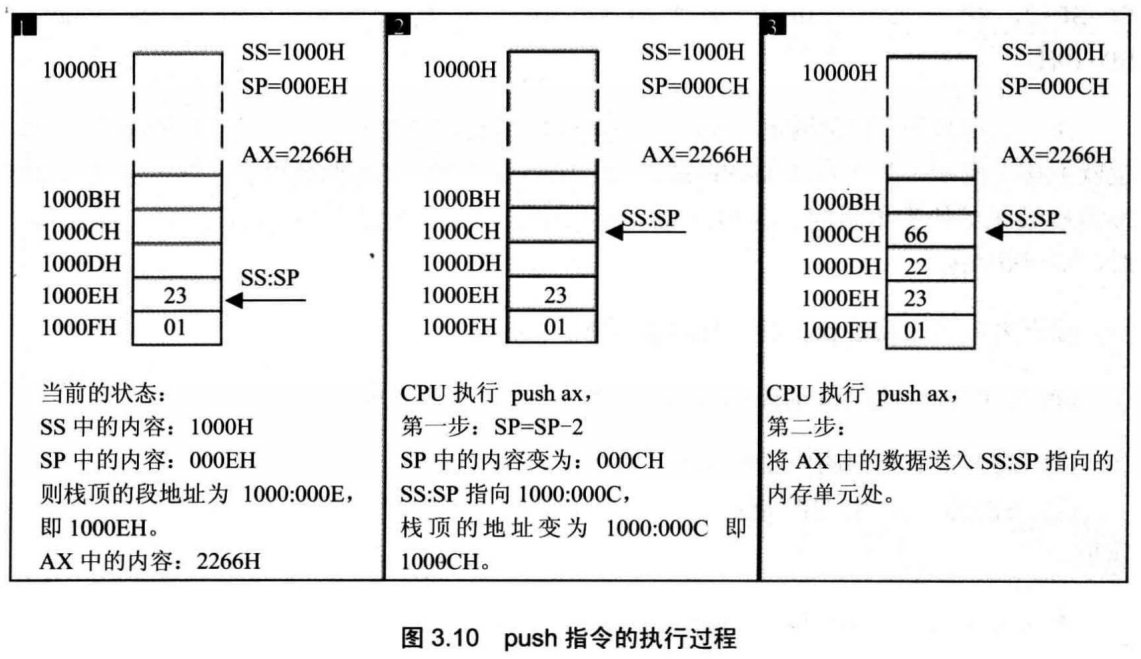 1
SS=1000H
10000H
SP=000EH
AX=2266H
1000BH
1000CH
1000DH
SS:SP
1000EH 23
1000FH 01
当前的状态：
SS 中的内容：1000H
SP 中的内容：000EH
则栈顶的段地址为 1000:000E，
即 1000EH。
AX 中的内容：2266H
2
SS=1000H
10000H
SP=000CH
AX=2266H
1000BH
SS:SP
1000CH
1000DH
1000EH 23
1000FH 01
CPU 执行 push ax，
第一步：SP=SP-2
SP 中的内容变为：000CH
SS:SP 指向 1000:000C，
栈顶的地址变为 1000:000C 即
1000CH。
3
SS=1000H
10000H
SP=000CH
AX=2266H
1000BH
SS:SP
1000CH 66
1000DH 22
1000EH 23
1000FH 01
CPU 执行 push ax，
第二步：
将 AX 中的数据送入 SS:SP 指向的
内存单元处。
图 3.10 push 指令的执行过程